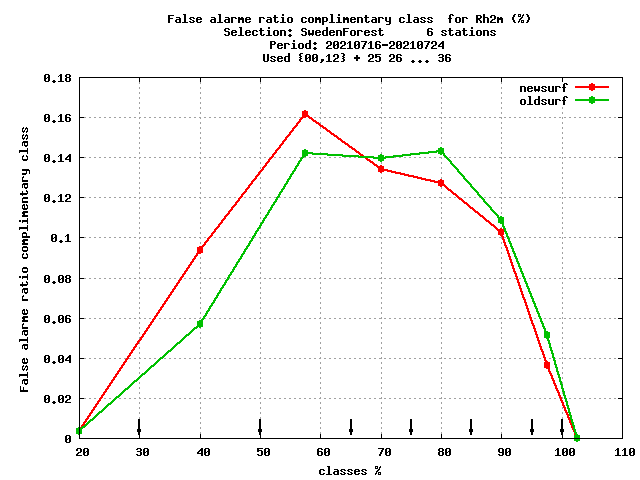 False alarme ratio complimentary class  for Rh2m (%)
Selection: SwedenForest      6 stations
Period: 20210716-20210724
Used {00,12} + 25 26 ... 36
newsurf
oldsurf
False alarme ratio complimentary class
0.18
0.16
0.14
0.12
0.1
0.08
0.06
0.04
0.02
0
20 30 40 50 60 70 80 90 100 110
classes %